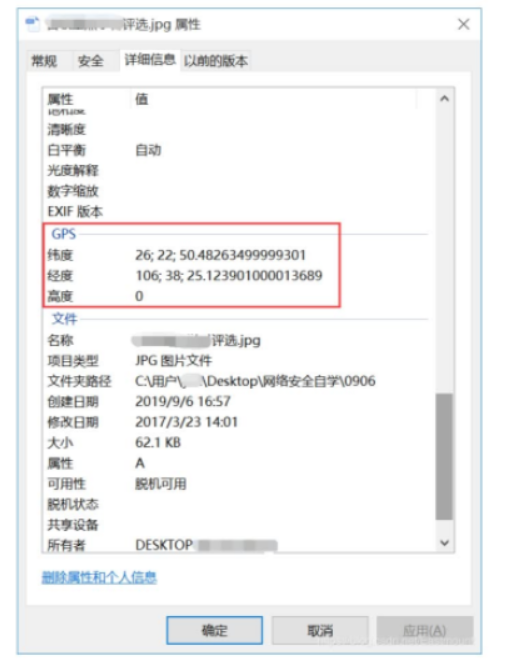 评选.jpg 属性
常规 安全 详细信息 以前的版本
属性 值
清晰度
白平衡 自动
光度解释
数字缩放
EXIF 版本
GPS
纬度 26; 22; 50.48263499999301
经度 106; 38; 25.123901000013689
高度 0
文件
名称 评选.jpg
项目类型 JPG 图片文件
文件夹路径 C:\用户\ \Desktop\网络安全自学\0906
创建日期 2019/9/6 16:57
修改日期 2017/3/23 14:01
大小 62.1 KB
属性 A
可用性 脱机可用
脱机状态
共享设备
所有者 DESKTOP
删除属性和个人信息
确定 取消 应用(A)